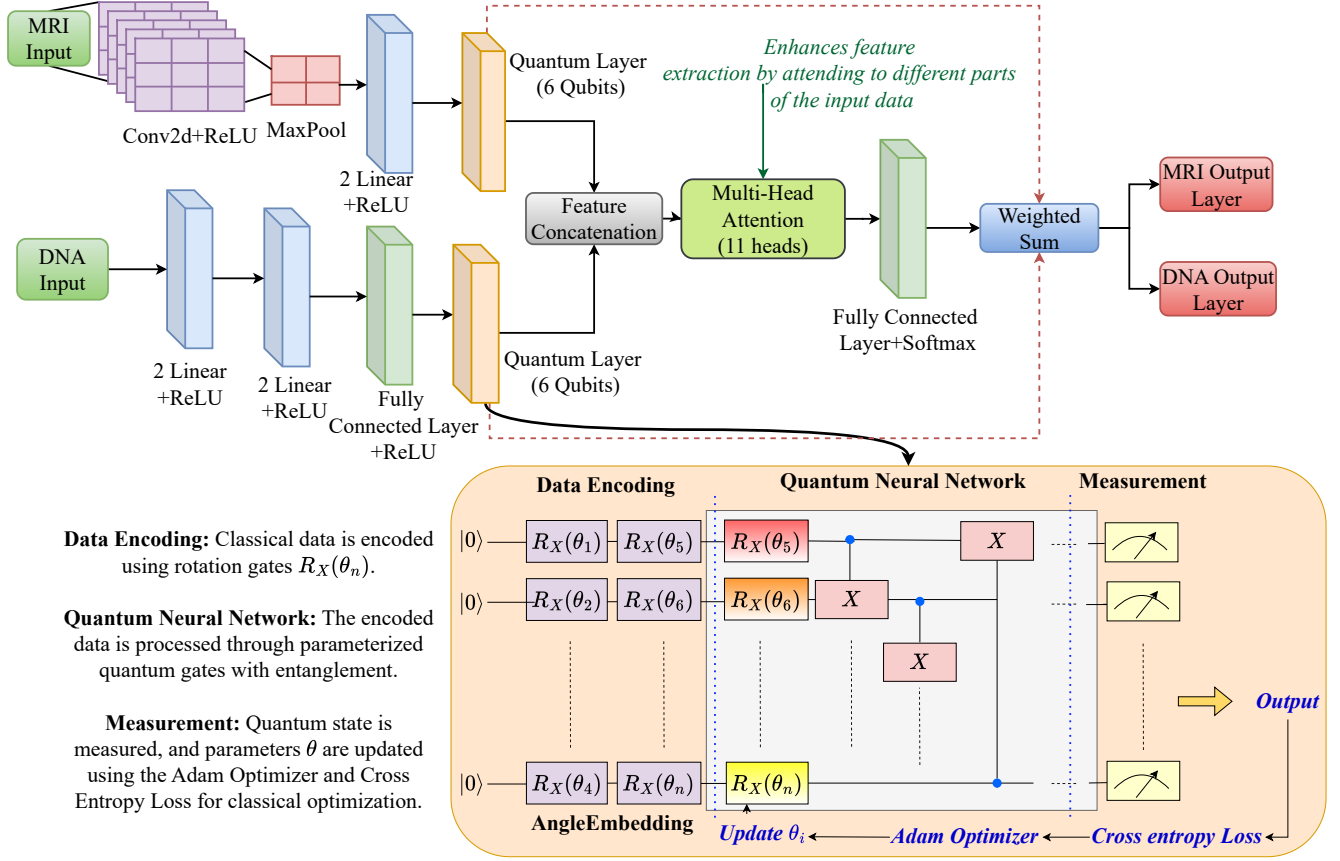 MRI
Input
Conv2d+ReLU
MaxPool
2 Linear
+ReLU
Quantum Layer
(6 Qubits)
Enhances feature
extraction by attending to different parts
of the input data
DNA
Input
2 Linear
+ReLU
2 Linear
+ReLU
Fully
Connected Layer
+ReLU
Quantum Layer
(6 Qubits)
Feature
Concatenation
Multi-Head
Attention
(11 heads)
Fully Connected
Layer+Softmax
Weighted
Sum
MRI Output
Layer
DNA Output
Layer
Data Encoding: Classical data is encoded
using rotation gates R_X(θ_n).
Quantum Neural Network: The encoded
data is processed through parameterized
quantum gates with entanglement.
Measurement: Quantum state is
measured, and parameters θ are updated
using the Adam Optimizer and Cross
Entropy Loss for classical optimization.
Data Encoding
Quantum Neural Network
Measurement
|0⟩ R_X(θ_1) R_X(θ_5) R_X(θ_5) X
|0⟩ R_X(θ_2) R_X(θ_6) R_X(θ_6) X
X
|0⟩ R_X(θ_4) R_X(θ_n) R_X(θ_n)
Output
AngleEmbedding
Update θ_i
Adam Optimizer
Cross entropy Loss